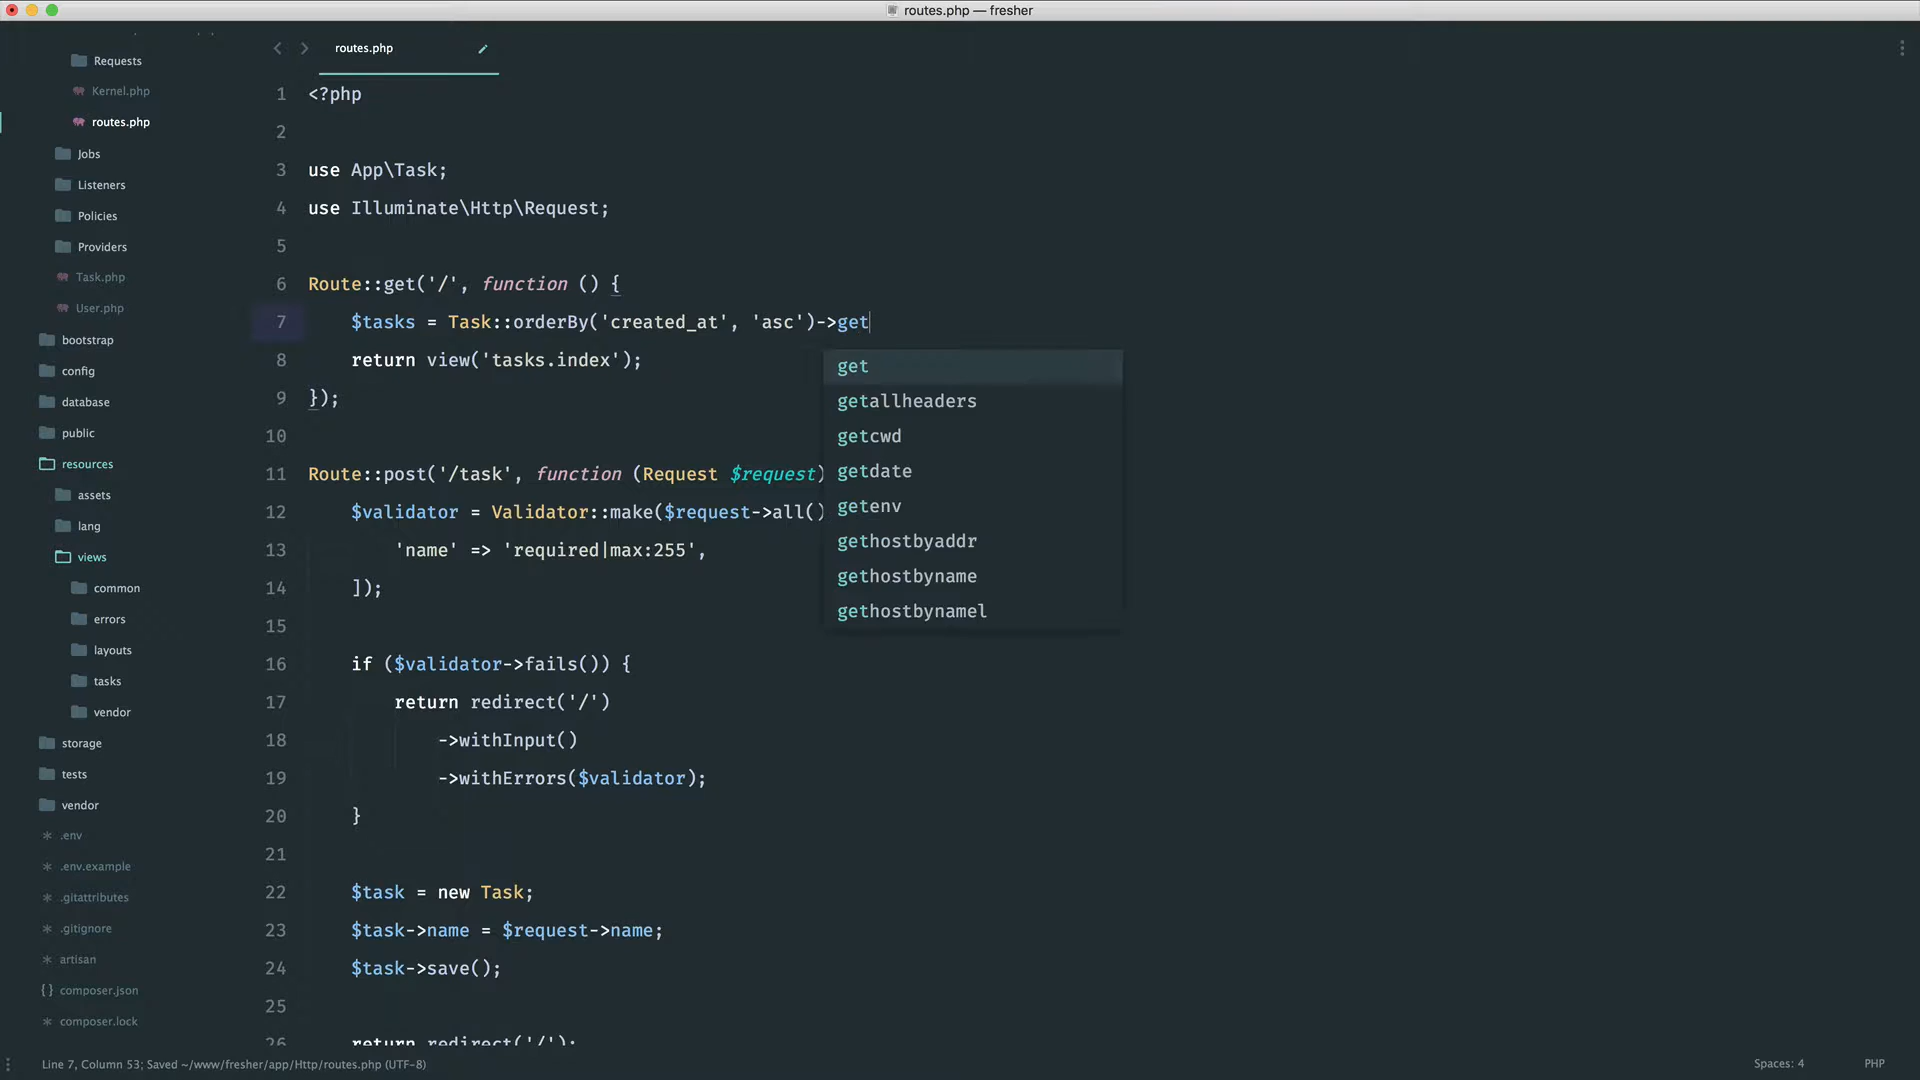 routes.php — fresher
Requests
Kernel.php
routes.php
Jobs
Listeners
Policies
Providers
Task.php
User.php
bootstrap
config
database
public
resources
assets
lang
views
common
errors
layouts
tasks
vendor
storage
tests
vendor
.env
.env.example
.gitattributes
.gitignore
artisan
composer.json
composer.lock
routes.php
1 <?php
2
3 use App\Task;
4 use Illuminate\Http\Request;
5
6 Route::get('/', function () {
7     $tasks = Task::orderBy('created_at', 'asc')->get
8     return view('tasks.index');
9 });
10
11 Route::post('/task', function (Request $request)
12     $validator = Validator::make($request->all()
13         'name' => 'required|max:255',
14     ]);
15
16     if ($validator->fails()) {
17         return redirect('/')
18             ->withInput()
19             ->withErrors($validator);
20     }
21
22     $task = new Task;
23     $task->name = $request->name;
24     $task->save();
25
26     return redirect('/');
get
getallheaders
getcwd
getdate
getenv
gethostbyaddr
gethostbyname
gethostbynamel
Line 7, Column 53; Saved ~/www/fresher/app/Http/routes.php (UTF-8)
Spaces: 4
PHP